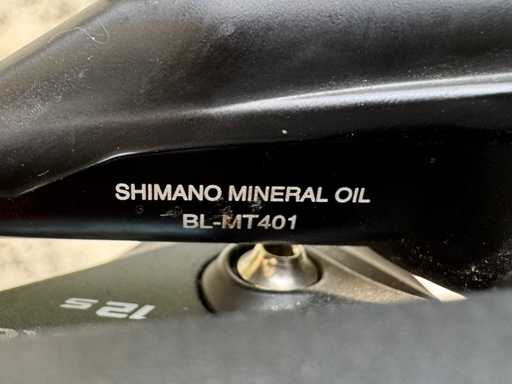 SHIMANO MINERAL OIL
BL-MT401
12 S